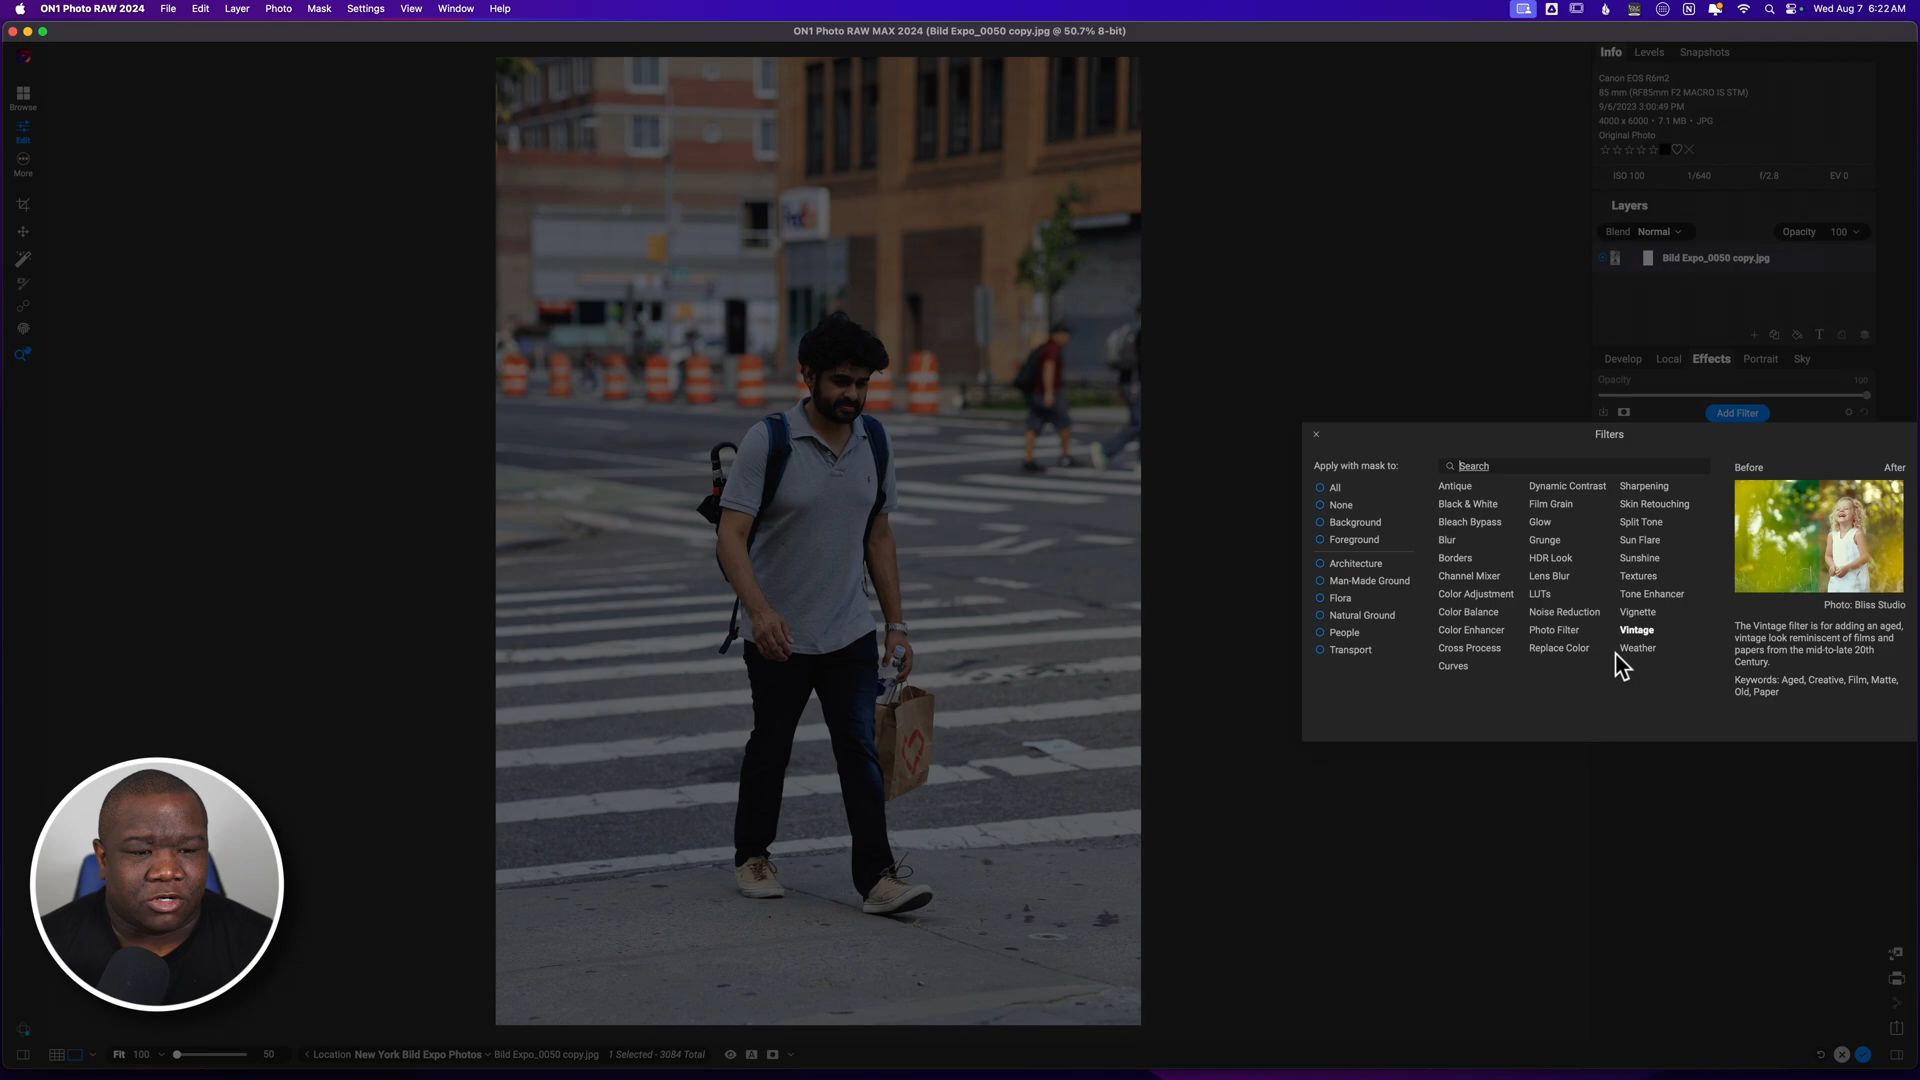 ON1 Photo RAW 2024 File Edit Layer Photo Mask Settings View Window Help Wed Aug 7 6:22 AM
ON1 Photo RAW MAX 2024 (Bild Expo_0050 copy.jpg @ 50.7% 8-bit)
Browse
Edit
More
Info Levels Snapshots
Canon EOS R6m2
85 mm (RF85mm F2 MACRO IS STM)
9/6/2023 3:00:49 PM
4000 x 6000 • 7.1 MB • JPG
Original Photo
ISO 100 1/640 f/2.8 EV 0
Layers
Blend Normal Opacity 100
Bild Expo_0050 copy.jpg
Develop Local Effects Portrait Sky
Opacity 100
Add Filter
Filters
Apply with mask to:
All
None
Background
Foreground
Architecture
Man-Made Ground
Flora
Natural Ground
People
Transport
Search
Antique
Black & White
Bleach Bypass
Blur
Borders
Channel Mixer
Color Adjustment
Color Balance
Color Enhancer
Cross Process
Curves
Dynamic Contrast
Film Grain
Glow
Grunge
HDR Look
Lens Blur
LUTs
Noise Reduction
Photo Filter
Replace Color
Sharpening
Skin Retouching
Split Tone
Sun Flare
Sunshine
Textures
Tone Enhancer
Vignette
Vintage
Weather
Before After
Photo: Bliss Studio
The Vintage filter is for adding an aged,
vintage look reminiscent of films and
papers from the mid-to-late 20th
Century.
Keywords: Aged, Creative, Film, Matte,
Old, Paper
FedEx
Fit 100 50 Location New York Bild Expo Photos Bild Expo_0050 copy.jpg 1 Selected - 3084 Total